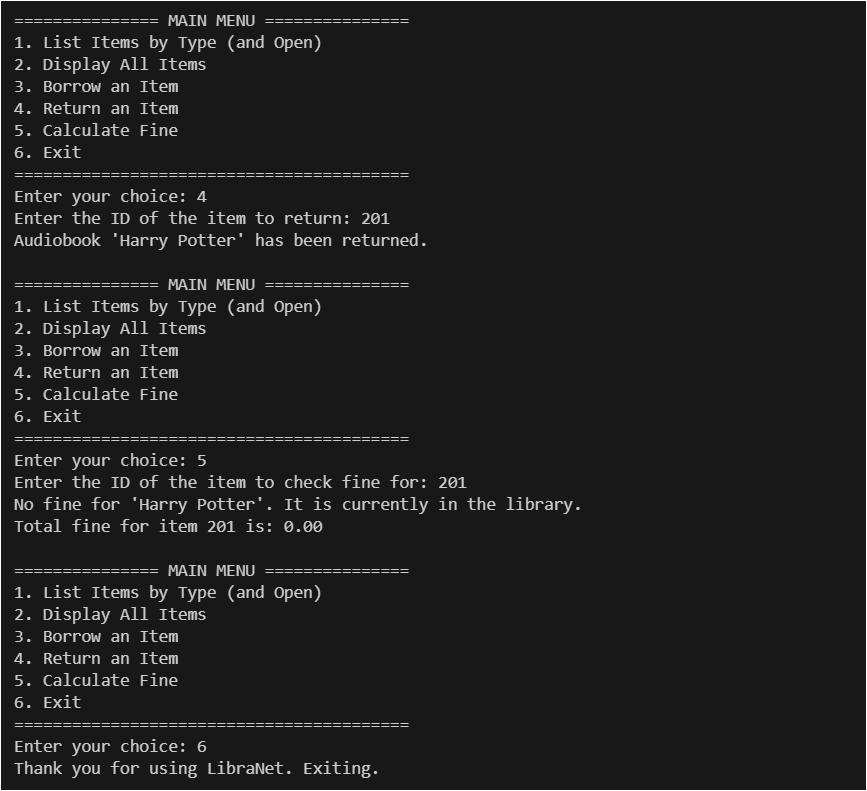 =============== MAIN MENU ===============
1. List Items by Type (and Open)
2. Display All Items
3. Borrow an Item
4. Return an Item
5. Calculate Fine
6. Exit
=========================================
Enter your choice: 4
Enter the ID of the item to return: 201
Audiobook 'Harry Potter' has been returned.

=============== MAIN MENU ===============
1. List Items by Type (and Open)
2. Display All Items
3. Borrow an Item
4. Return an Item
5. Calculate Fine
6. Exit
=========================================
Enter your choice: 5
Enter the ID of the item to check fine for: 201
No fine for 'Harry Potter'. It is currently in the library.
Total fine for item 201 is: 0.00

=============== MAIN MENU ===============
1. List Items by Type (and Open)
2. Display All Items
3. Borrow an Item
4. Return an Item
5. Calculate Fine
6. Exit
=========================================
Enter your choice: 6
Thank you for using LibraNet. Exiting.